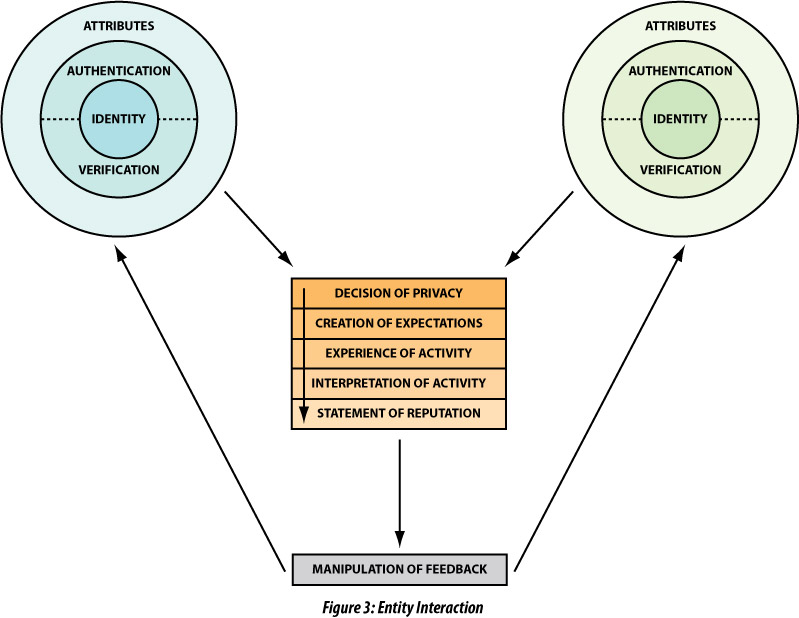 ATTRIBUTES
AUTHENTICATION
IDENTITY
VERIFICATION
ATTRIBUTES
AUTHENTICATION
IDENTITY
VERIFICATION
DECISION OF PRIVACY
CREATION OF EXPECTATIONS
EXPERIENCE OF ACTIVITY
INTERPRETATION OF ACTIVITY
STATEMENT OF REPUTATION
MANIPULATION OF FEEDBACK
Figure 3: Entity Interaction